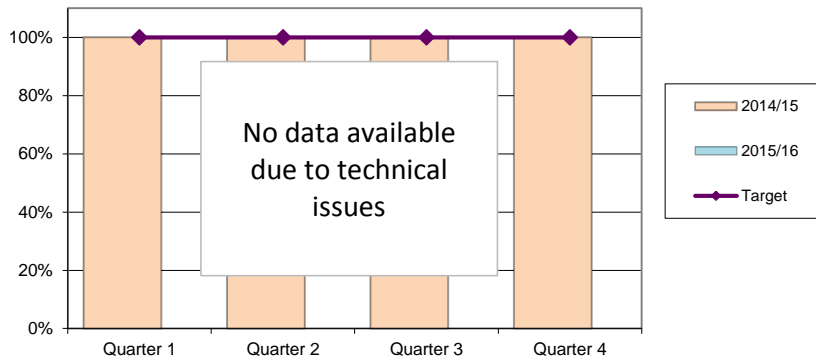 100%
80%
60%
40%
20%
0%
No data available
due to technical
issues
Quarter 1 Quarter 2 Quarter 3 Quarter 4
2014/15
2015/16
Target